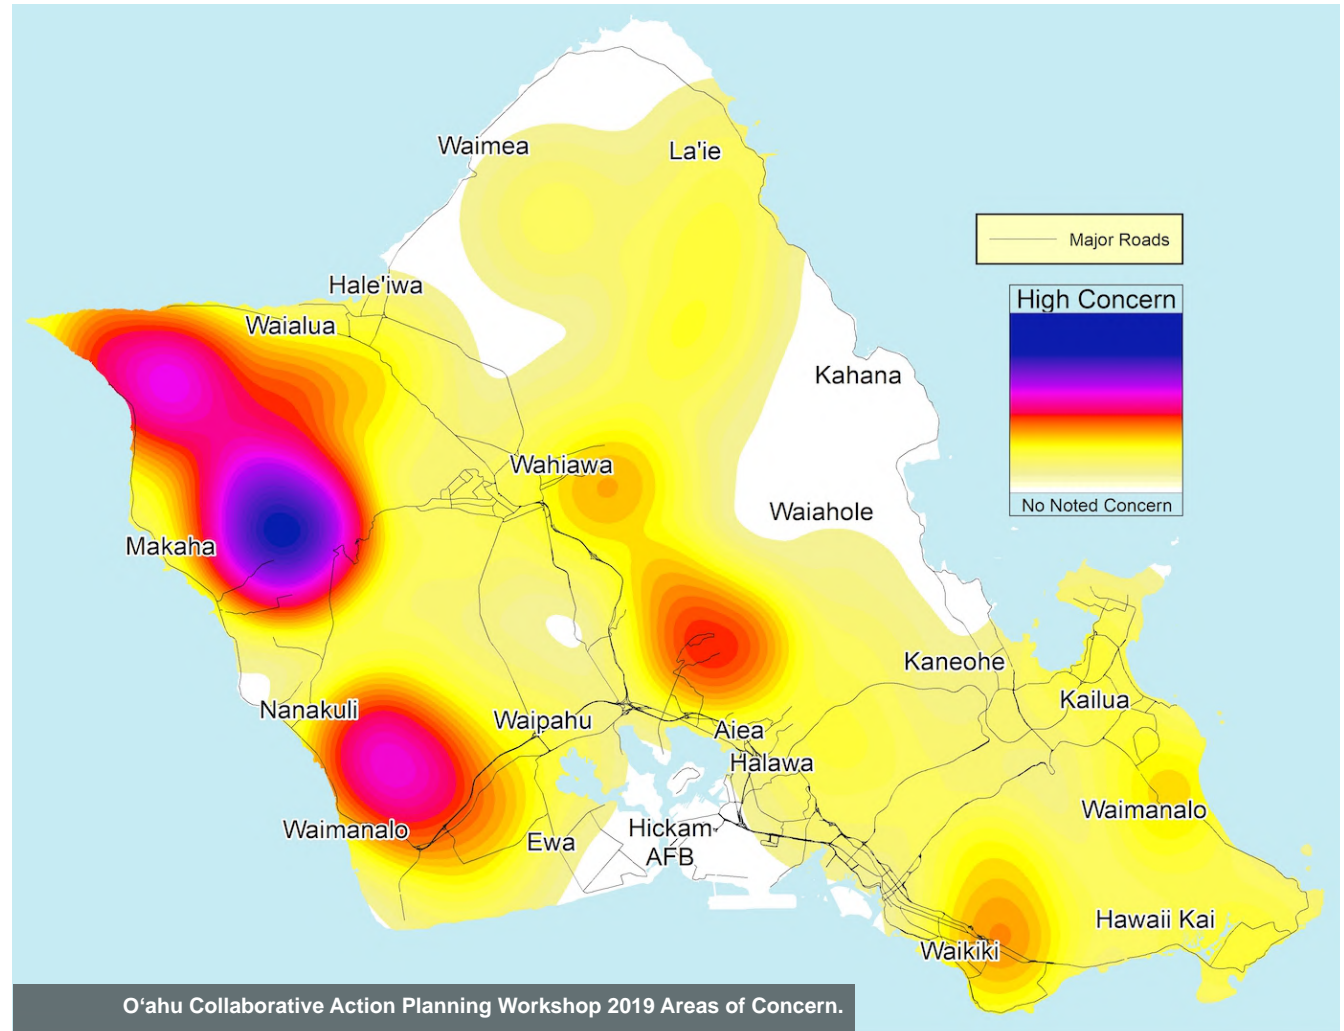 Waimea
La'ie
Major Roads
Hale'iwa
High Concern
Waialua
Kahana
Wahiawa
No Noted Concern
Waiahole
Makaha
Kaneohe
Kailua
Nanakuli
Waipahu
Aiea
Halawa
Waimanalo
Waimanalo
Ewa
Hickam
AFB
Hawaii Kai
Waikiki
Oʻahu Collaborative Action Planning Workshop 2019 Areas of Concern.